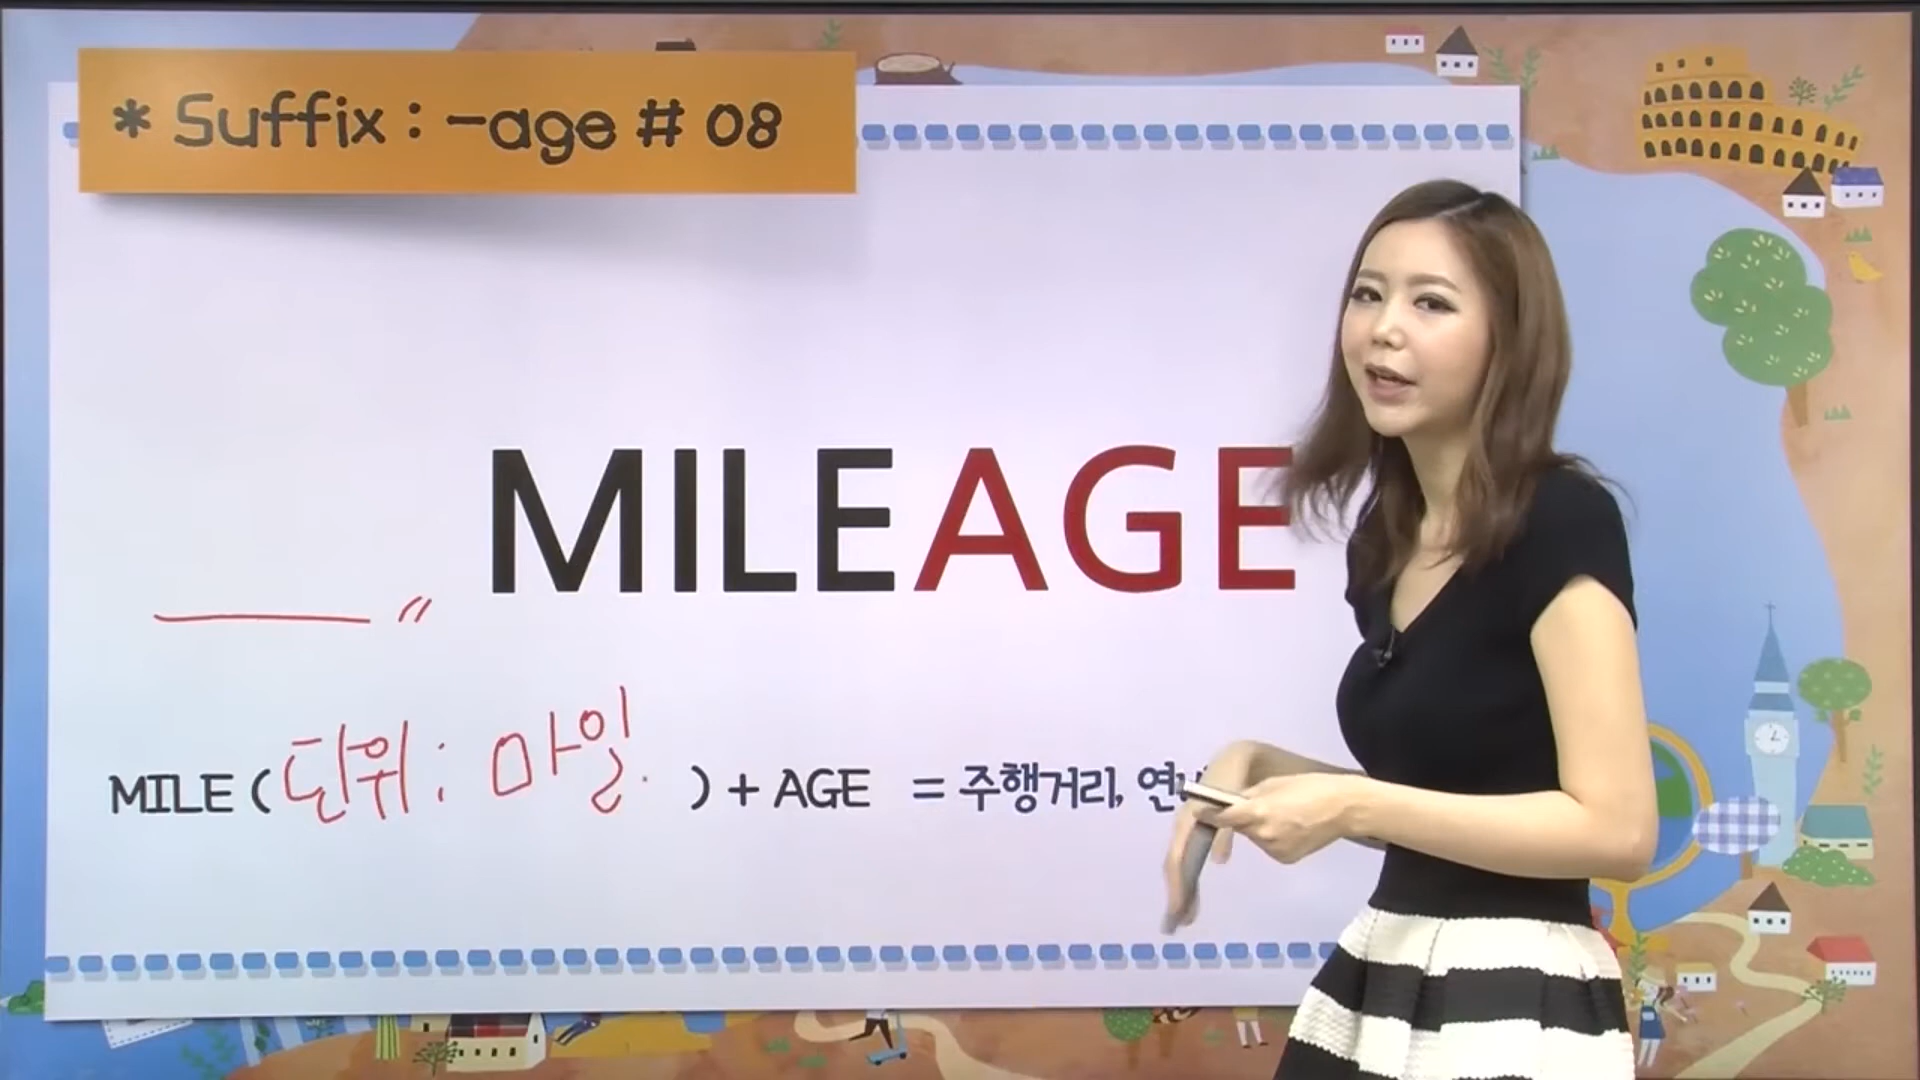 * Suffix : -age # 08
MILEAGE
MILE ( 단위 : 마일. ) + AGE = 주행거리,